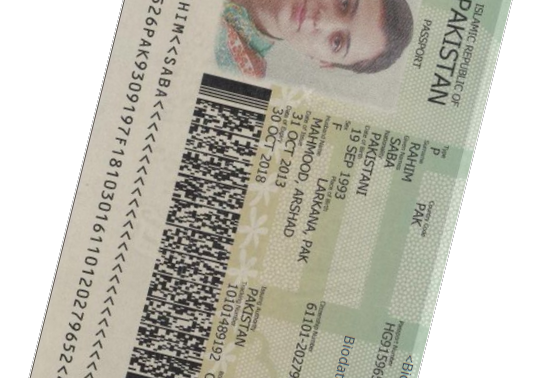 ISLAMIC REPUBLIC OF
PAKISTAN
PASSPORT
Type
P
Country Code
PAK
Passport Number
HG91596
Surname
RAHIM
Given Names
SABA
Nationality
PAKISTANI
Date of Birth
19 SEP 1993
Citizenship Number
61101-20279
Sex
F
Place of Birth
LARKANA, PAK
Husband Name
MAHMOOD, ARSHAD
Date of Issue
31 OCT 2013
Date of Expiry
30 OCT 2018
Issuing Authority
PAKISTAN
Tracking Number
10101489192
Biodat
HIM<<SABA<<<<<<<<<<<<<<<<
526PAK9309197F18103016110120279652<